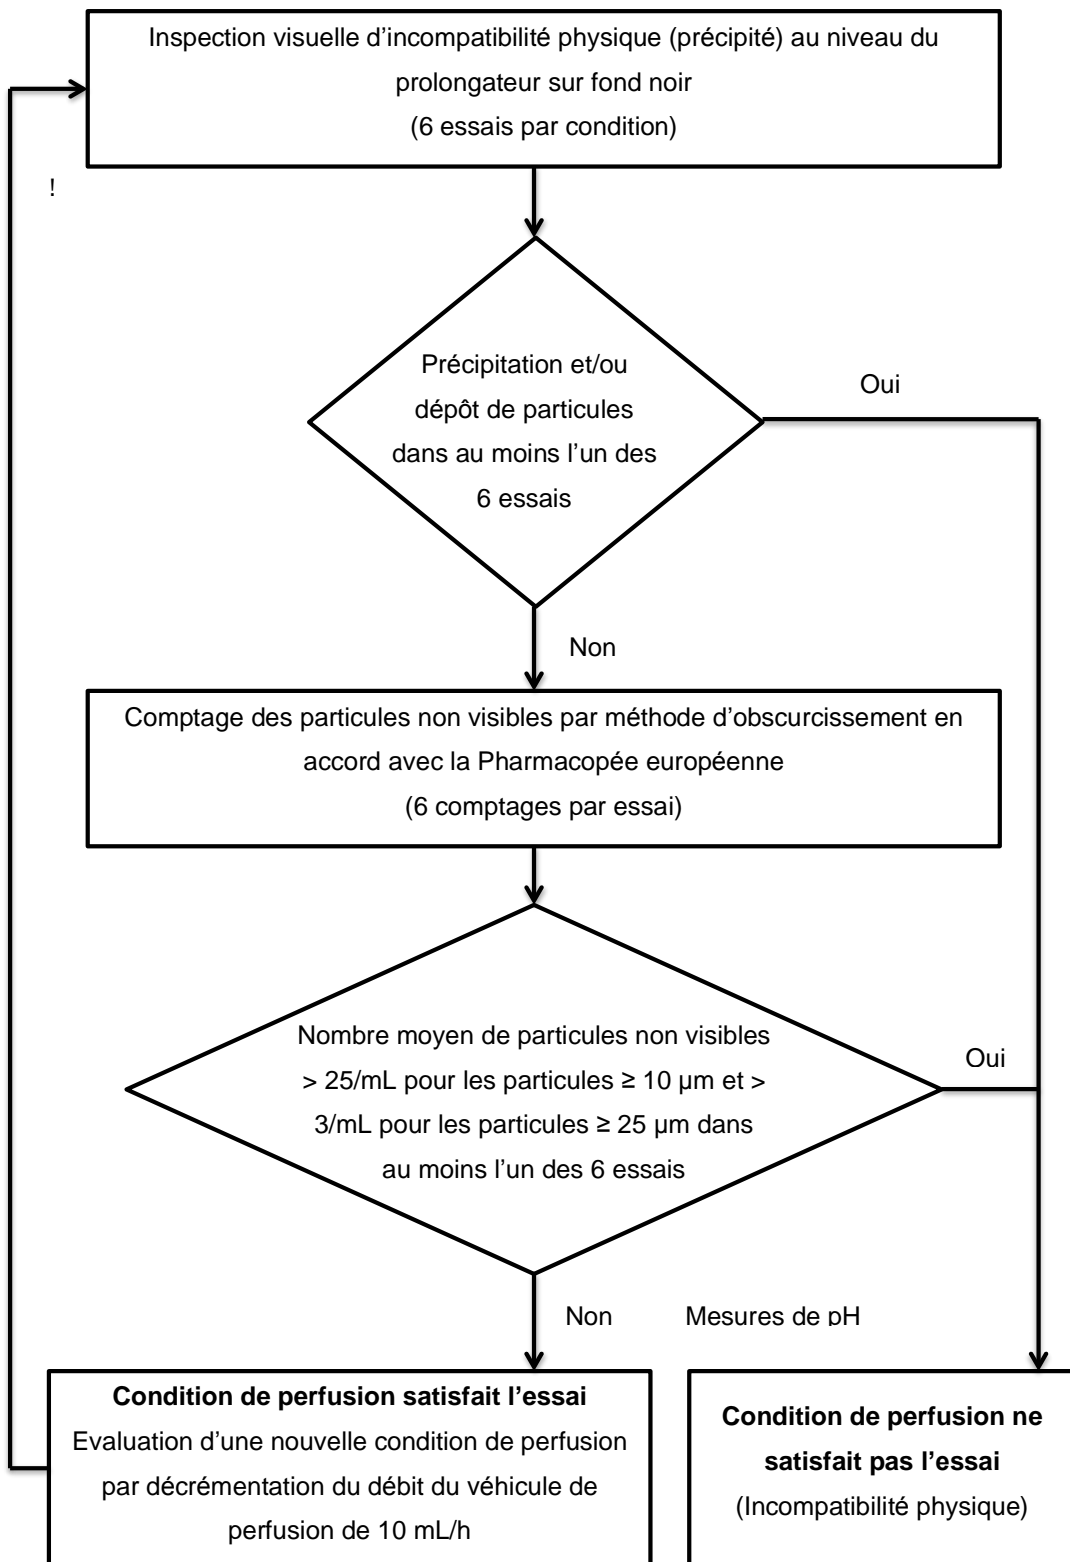 Inspection visuelle d’incompatibilité physique (précipité) au niveau du
prolongateur sur fond noir
(6 essais par condition)
!
Précipitation et/ou
dépôt de particules
dans au moins l’un des
6 essais
Oui
Non
Comptage des particules non visibles par méthode d’obscurcissement en
accord avec la Pharmacopée européenne
(6 comptages par essai)
Nombre moyen de particules non visibles
> 25/mL pour les particules ≥ 10 µm et >
3/mL pour les particules ≥ 25 µm dans
au moins l’un des 6 essais
Oui
Non
Mesures de pH
Condition de perfusion satisfait l’essai
Evaluation d’une nouvelle condition de perfusion
par décrémentation du débit du véhicule de
perfusion de 10 mL/h
Condition de perfusion ne
satisfait pas l’essai
(Incompatibilité physique)